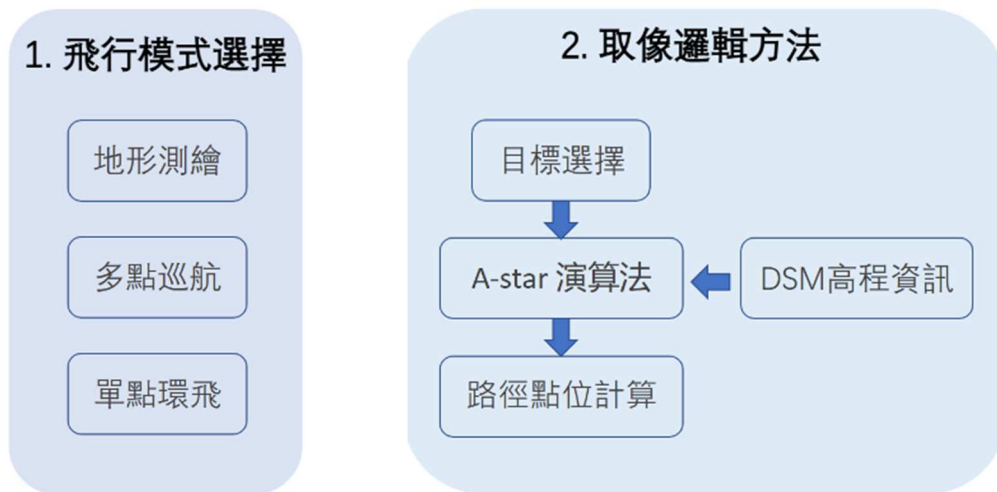 1. 飛行模式選擇
地形測繪
多點巡航
單點環飛
2. 取像邏輯方法
目標選擇
A-star 演算法
DSM高程資訊
路徑點位計算